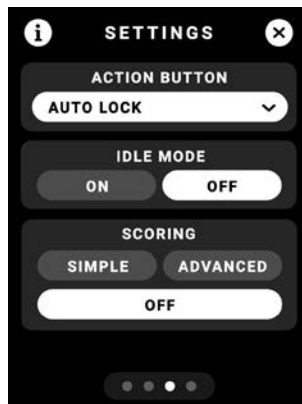 i SETTINGS
ACTION BUTTON
AUTO LOCK
IDLE MODE
ON OFF
SCORING
SIMPLE ADVANCED
OFF